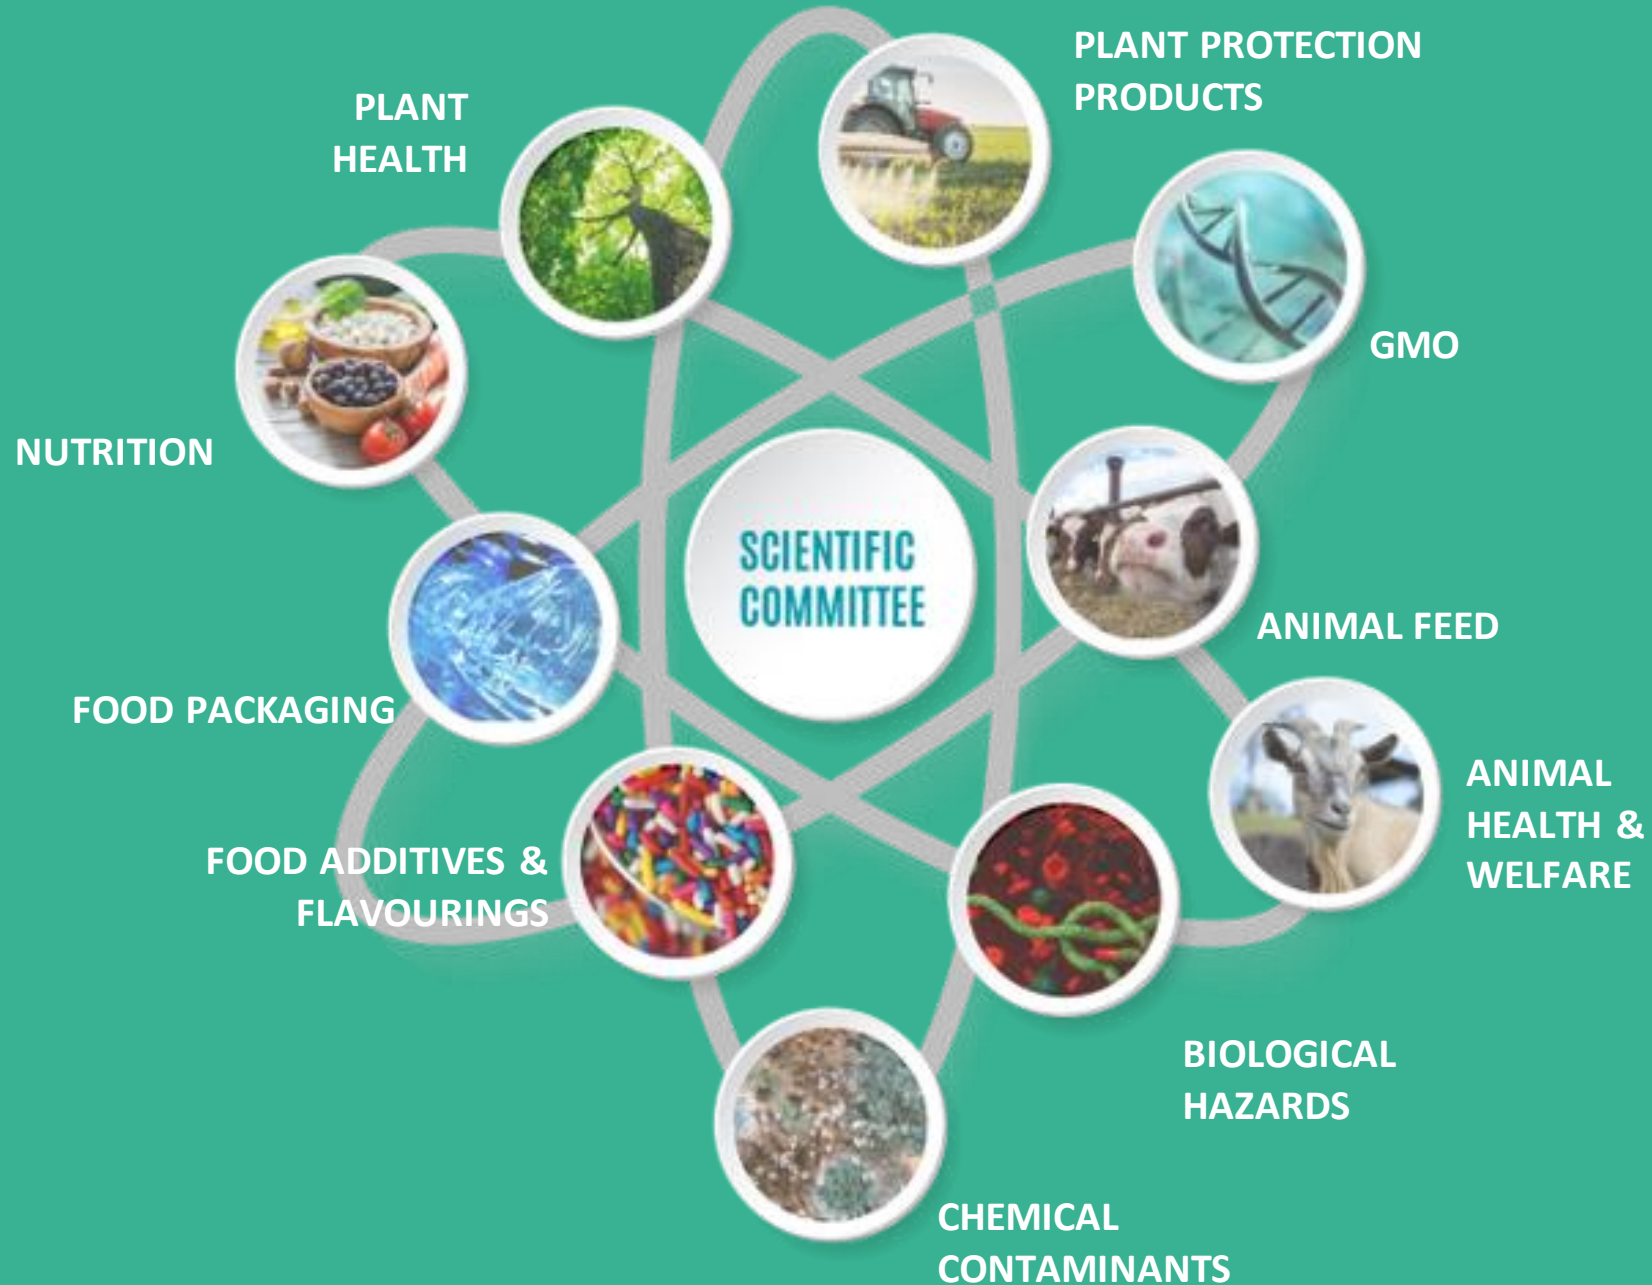 PLANT PROTECTION
PRODUCTS
PLANT
HEALTH
GMO
NUTRITION
SCIENTIFIC
COMMITTEE
ANIMAL FEED
FOOD PACKAGING
ANIMAL
HEALTH &
WELFARE
FOOD ADDITIVES &
FLAVOURINGS
BIOLOGICAL
HAZARDS
CHEMICAL
CONTAMINANTS